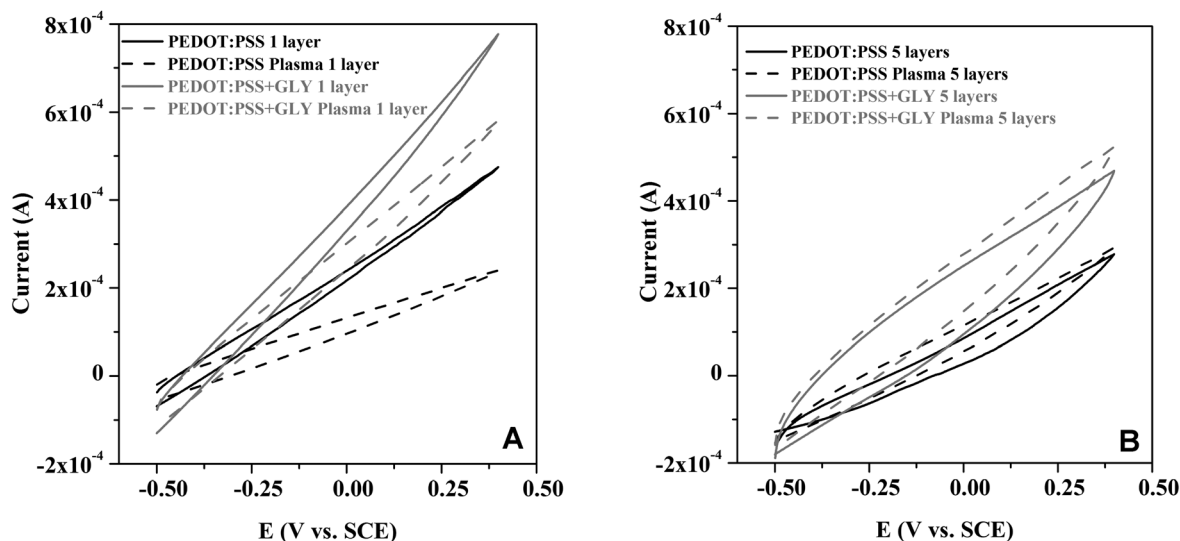 8x10⁻⁴
6x10⁻⁴
4x10⁻⁴
2x10⁻⁴
0
-2x10⁻⁴
Current (A)
PEDOT:PSS 1 layer
PEDOT:PSS Plasma 1 layer
PEDOT:PSS+GLY 1 layer
PEDOT:PSS+GLY Plasma 1 layer
A
-0.50 -0.25 0.00 0.25 0.50
E (V vs. SCE)
8x10⁻⁴
6x10⁻⁴
4x10⁻⁴
2x10⁻⁴
0
-2x10⁻⁴
Current (A)
PEDOT:PSS 5 layers
PEDOT:PSS Plasma 5 layers
PEDOT:PSS+GLY 5 layers
PEDOT:PSS+GLY Plasma 5 layers
B
-0.50 -0.25 0.00 0.25 0.50
E (V vs. SCE)